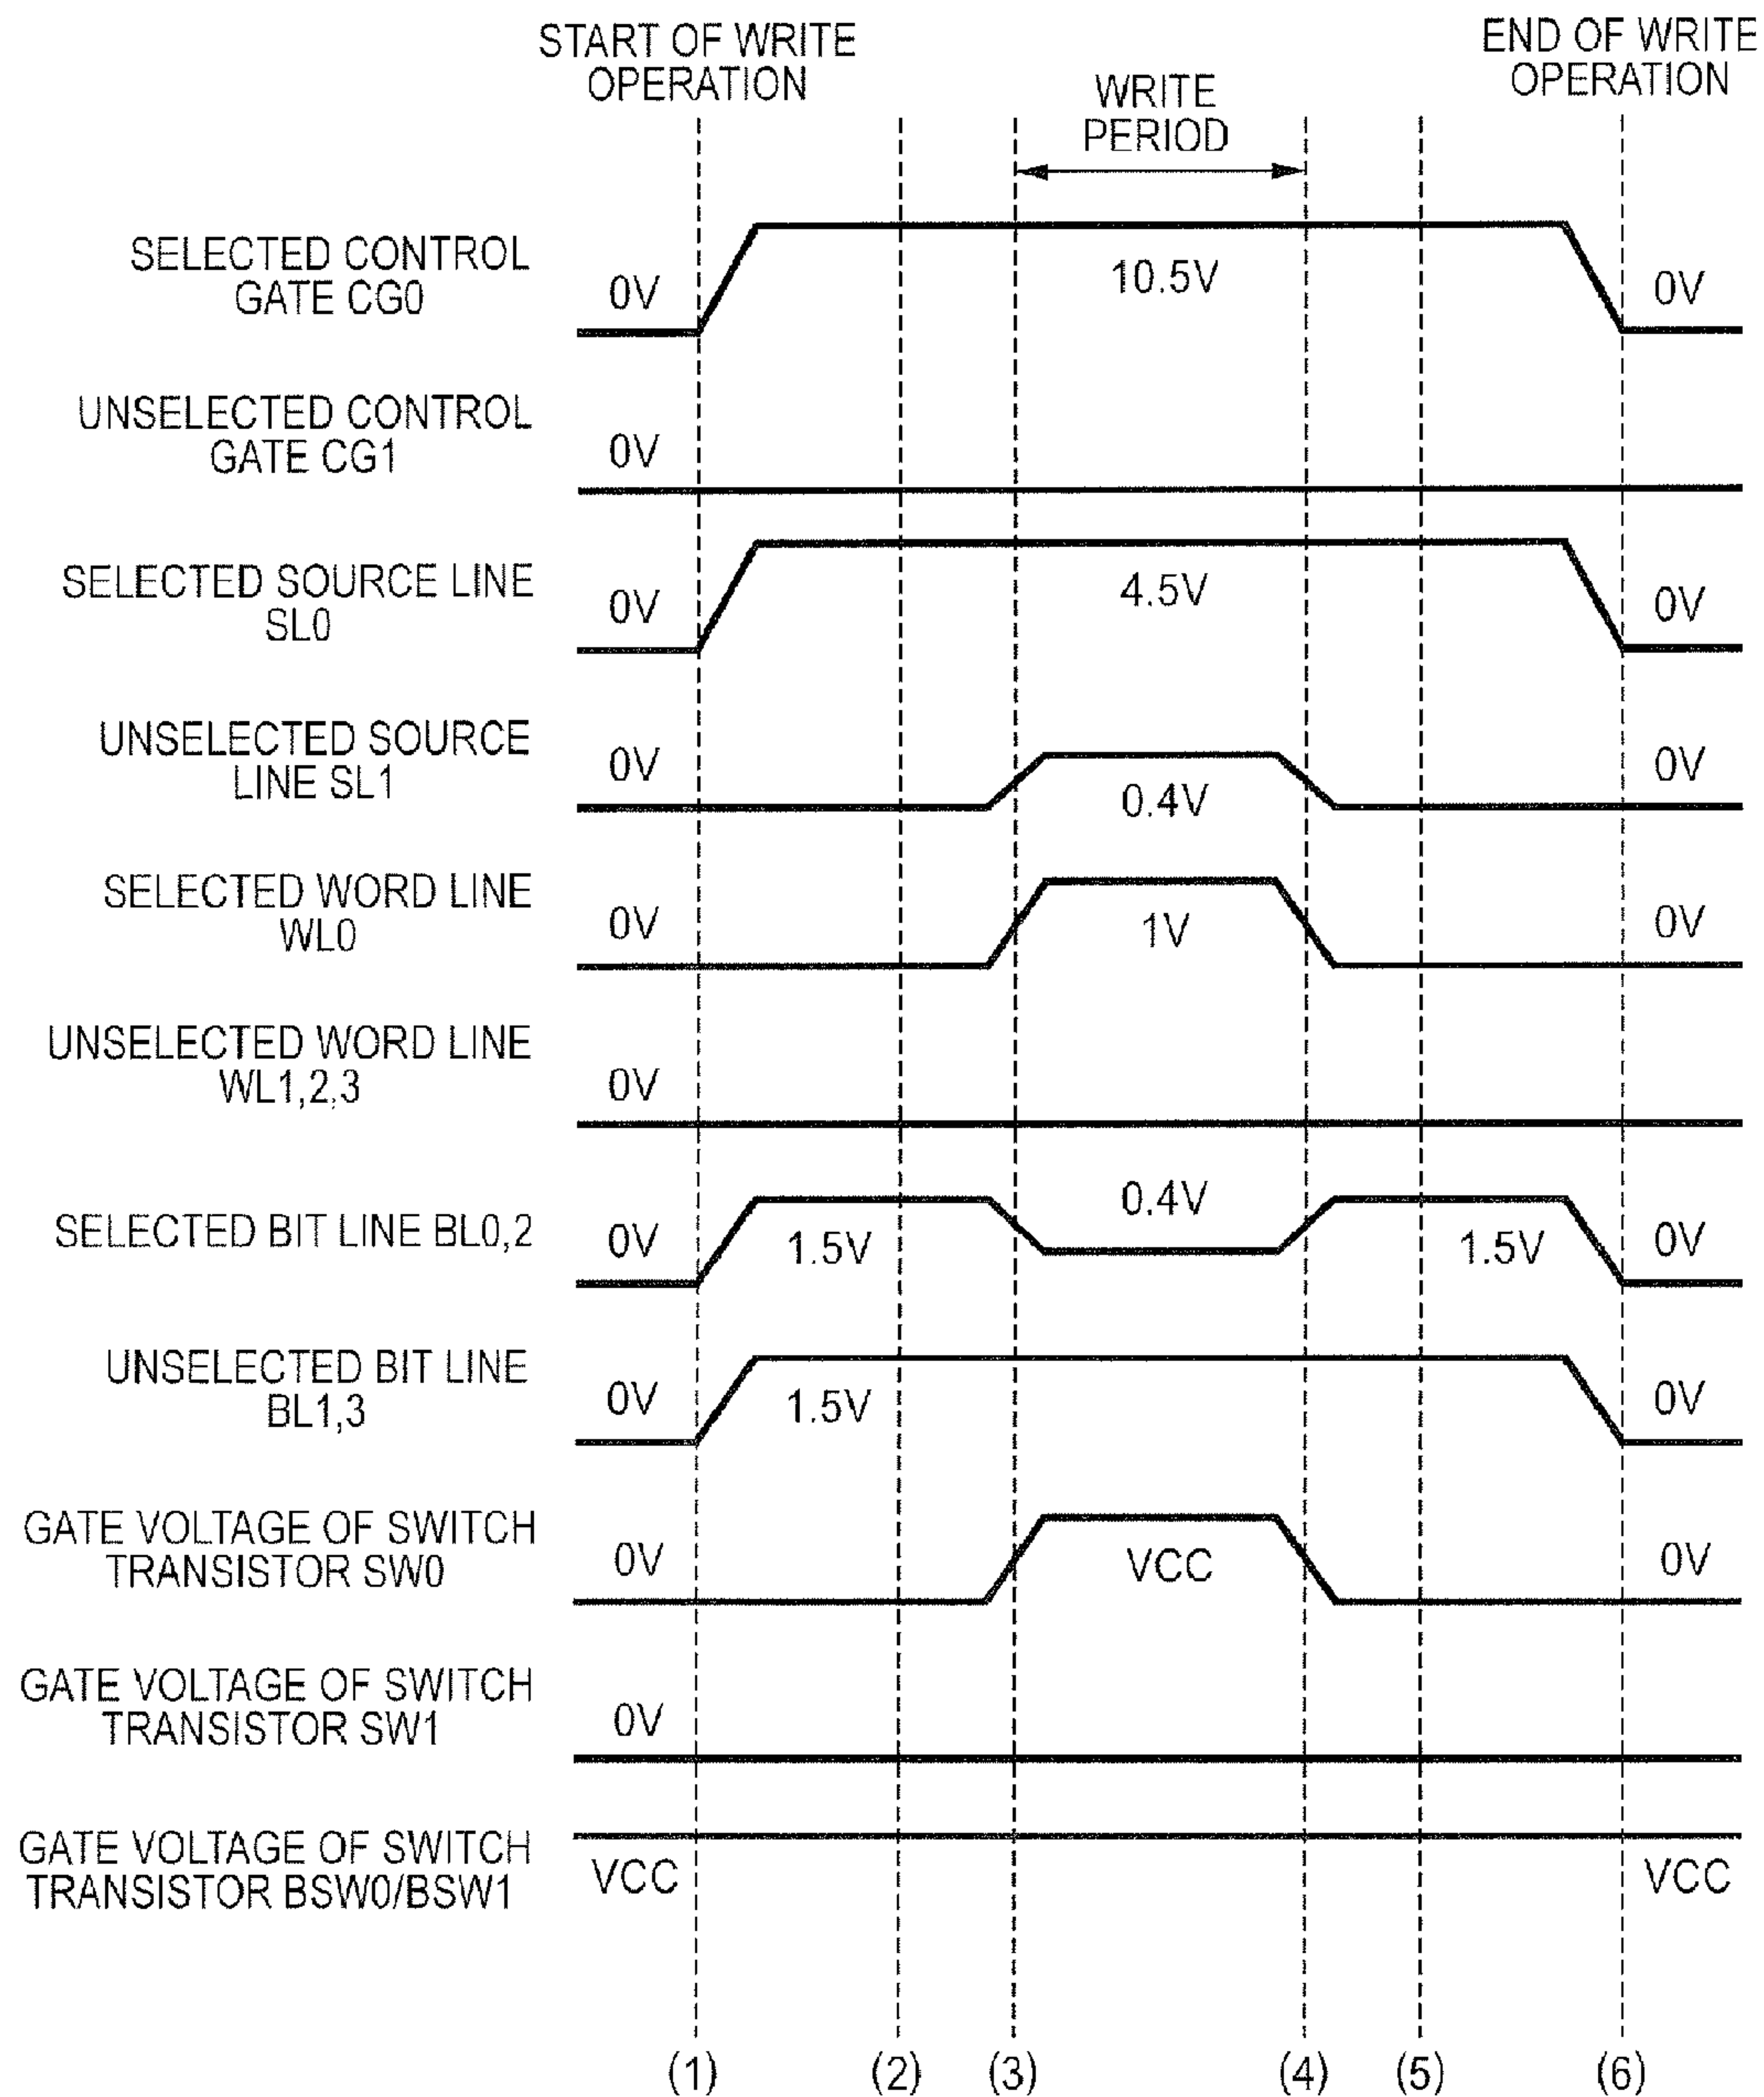 START OF WRITE
OPERATION
WRITE
PERIOD
END OF WRITE
OPERATION
SELECTED CONTROL
GATE CG0
0V
10.5V
0V
UNSELECTED CONTROL
GATE CG1
0V
SELECTED SOURCE LINE
SL0
0V
4.5V
0V
UNSELECTED SOURCE
LINE SL1
0V
0.4V
0V
SELECTED WORD LINE
WL0
0V
1V
0V
UNSELECTED WORD LINE
WL1,2,3
0V
SELECTED BIT LINE BL0,2
0V
1.5V
0.4V
1.5V
0V
UNSELECTED BIT LINE
BL1,3
0V
1.5V
0V
GATE VOLTAGE OF SWITCH
TRANSISTOR SW0
0V
VCC
0V
GATE VOLTAGE OF SWITCH
TRANSISTOR SW1
0V
GATE VOLTAGE OF SWITCH
TRANSISTOR BSW0/BSW1
VCC
VCC
(1)
(2)
(3)
(4)
(5)
(6)